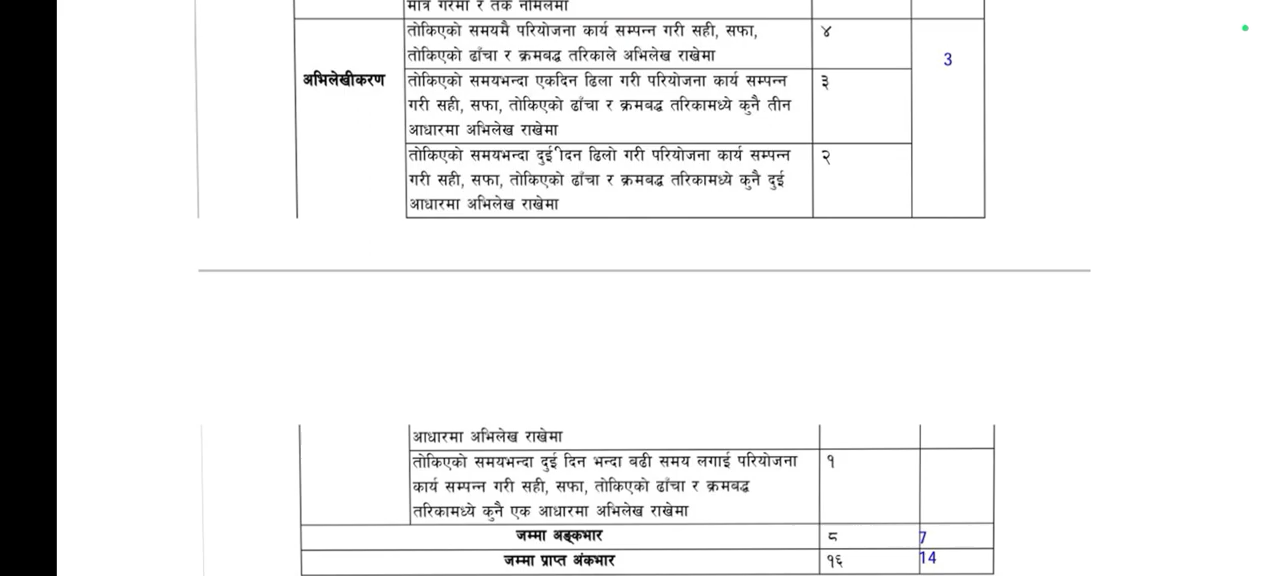 मात्र गरेमा र तर्क नमिलेमा
तोकिएको समयमै परियोजना कार्य सम्पन्न गरी सही, सफा, ४
तोकिएको ढाँचा र क्रमबद्ध तरिकाले अभिलेख राखेमा
3
अभिलेखीकरण
तोकिएको समयभन्दा एकदिन ढिला गरी परियोजना कार्य सम्पन्न ३
गरी सही, सफा, तोकिएको ढाँचा र क्रमबद्ध तरिकामध्ये कुनै तीन
आधारमा अभिलेख राखेमा
तोकिएको समयभन्दा दुई दिन ढिलो गरी परियोजना कार्य सम्पन्न २
गरी सही, सफा, तोकिएको ढाँचा र क्रमबद्ध तरिकामध्ये कुनै दुई
आधारमा अभिलेख राखेमा
आधारमा अभिलेख राखेमा
तोकिएको समयभन्दा दुई दिन भन्दा बढी समय लगाई परियोजना १
कार्य सम्पन्न गरी सही, सफा, तोकिएको ढाँचा र क्रमबद्ध
तरिकामध्ये कुनै एक आधारमा अभिलेख राखेमा
जम्मा अङ्कभार ८ 7
जम्मा प्राप्त अंकभार १६ 14